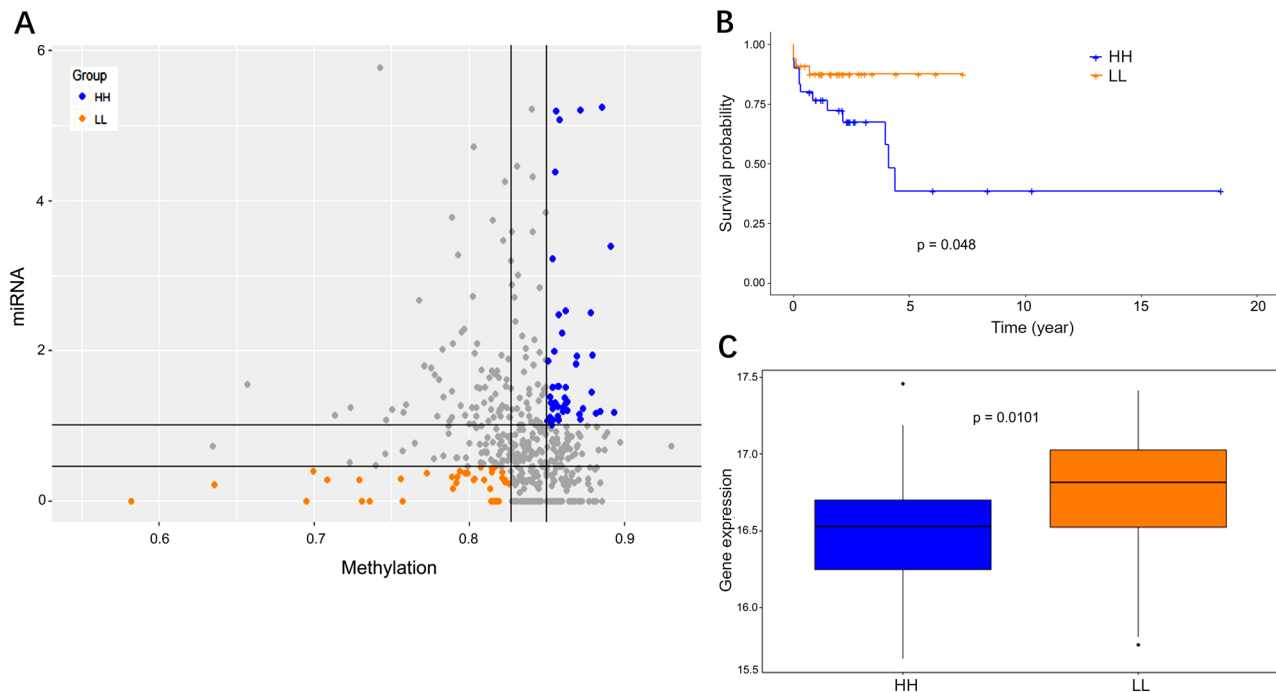 A
6
4
2
0
miRNA
Group
HH
LL
0.6 0.7 0.8 0.9
Methylation
B
1.00
0.75
0.50
0.25
0.00
Survival probability
HH
LL
p = 0.048
0 5 10 15 20
Time (year)
C
17.5
17.0
16.5
16.0
15.5
Gene expression
p = 0.0101
HH LL